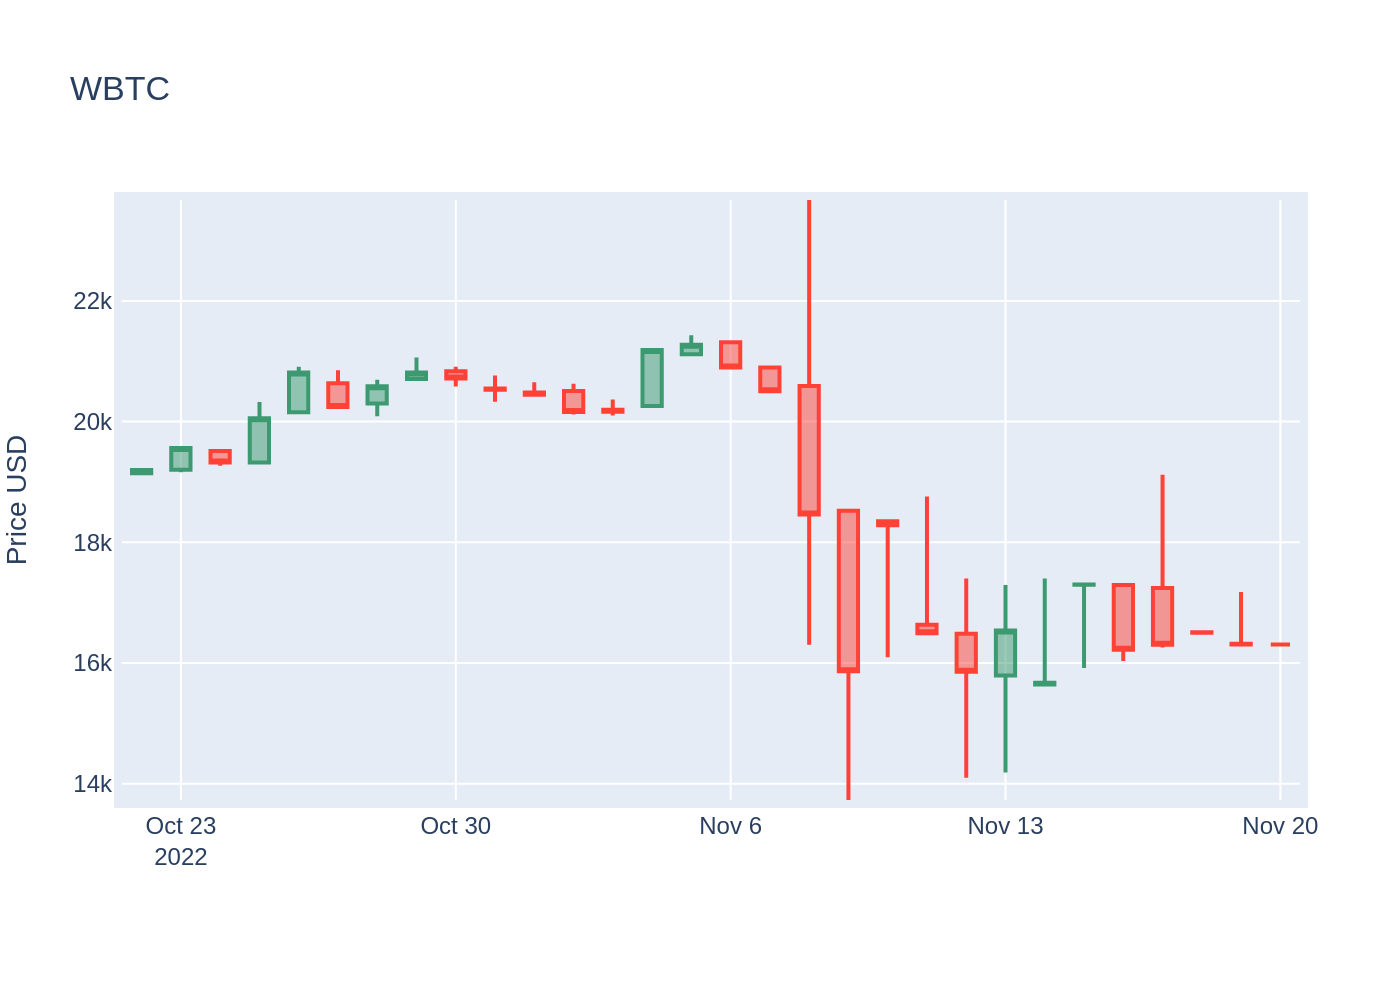 WBTC
Price USD
22k
20k
18k
16k
14k
Oct 23
2022
Oct 30
Nov 6
Nov 13
Nov 20